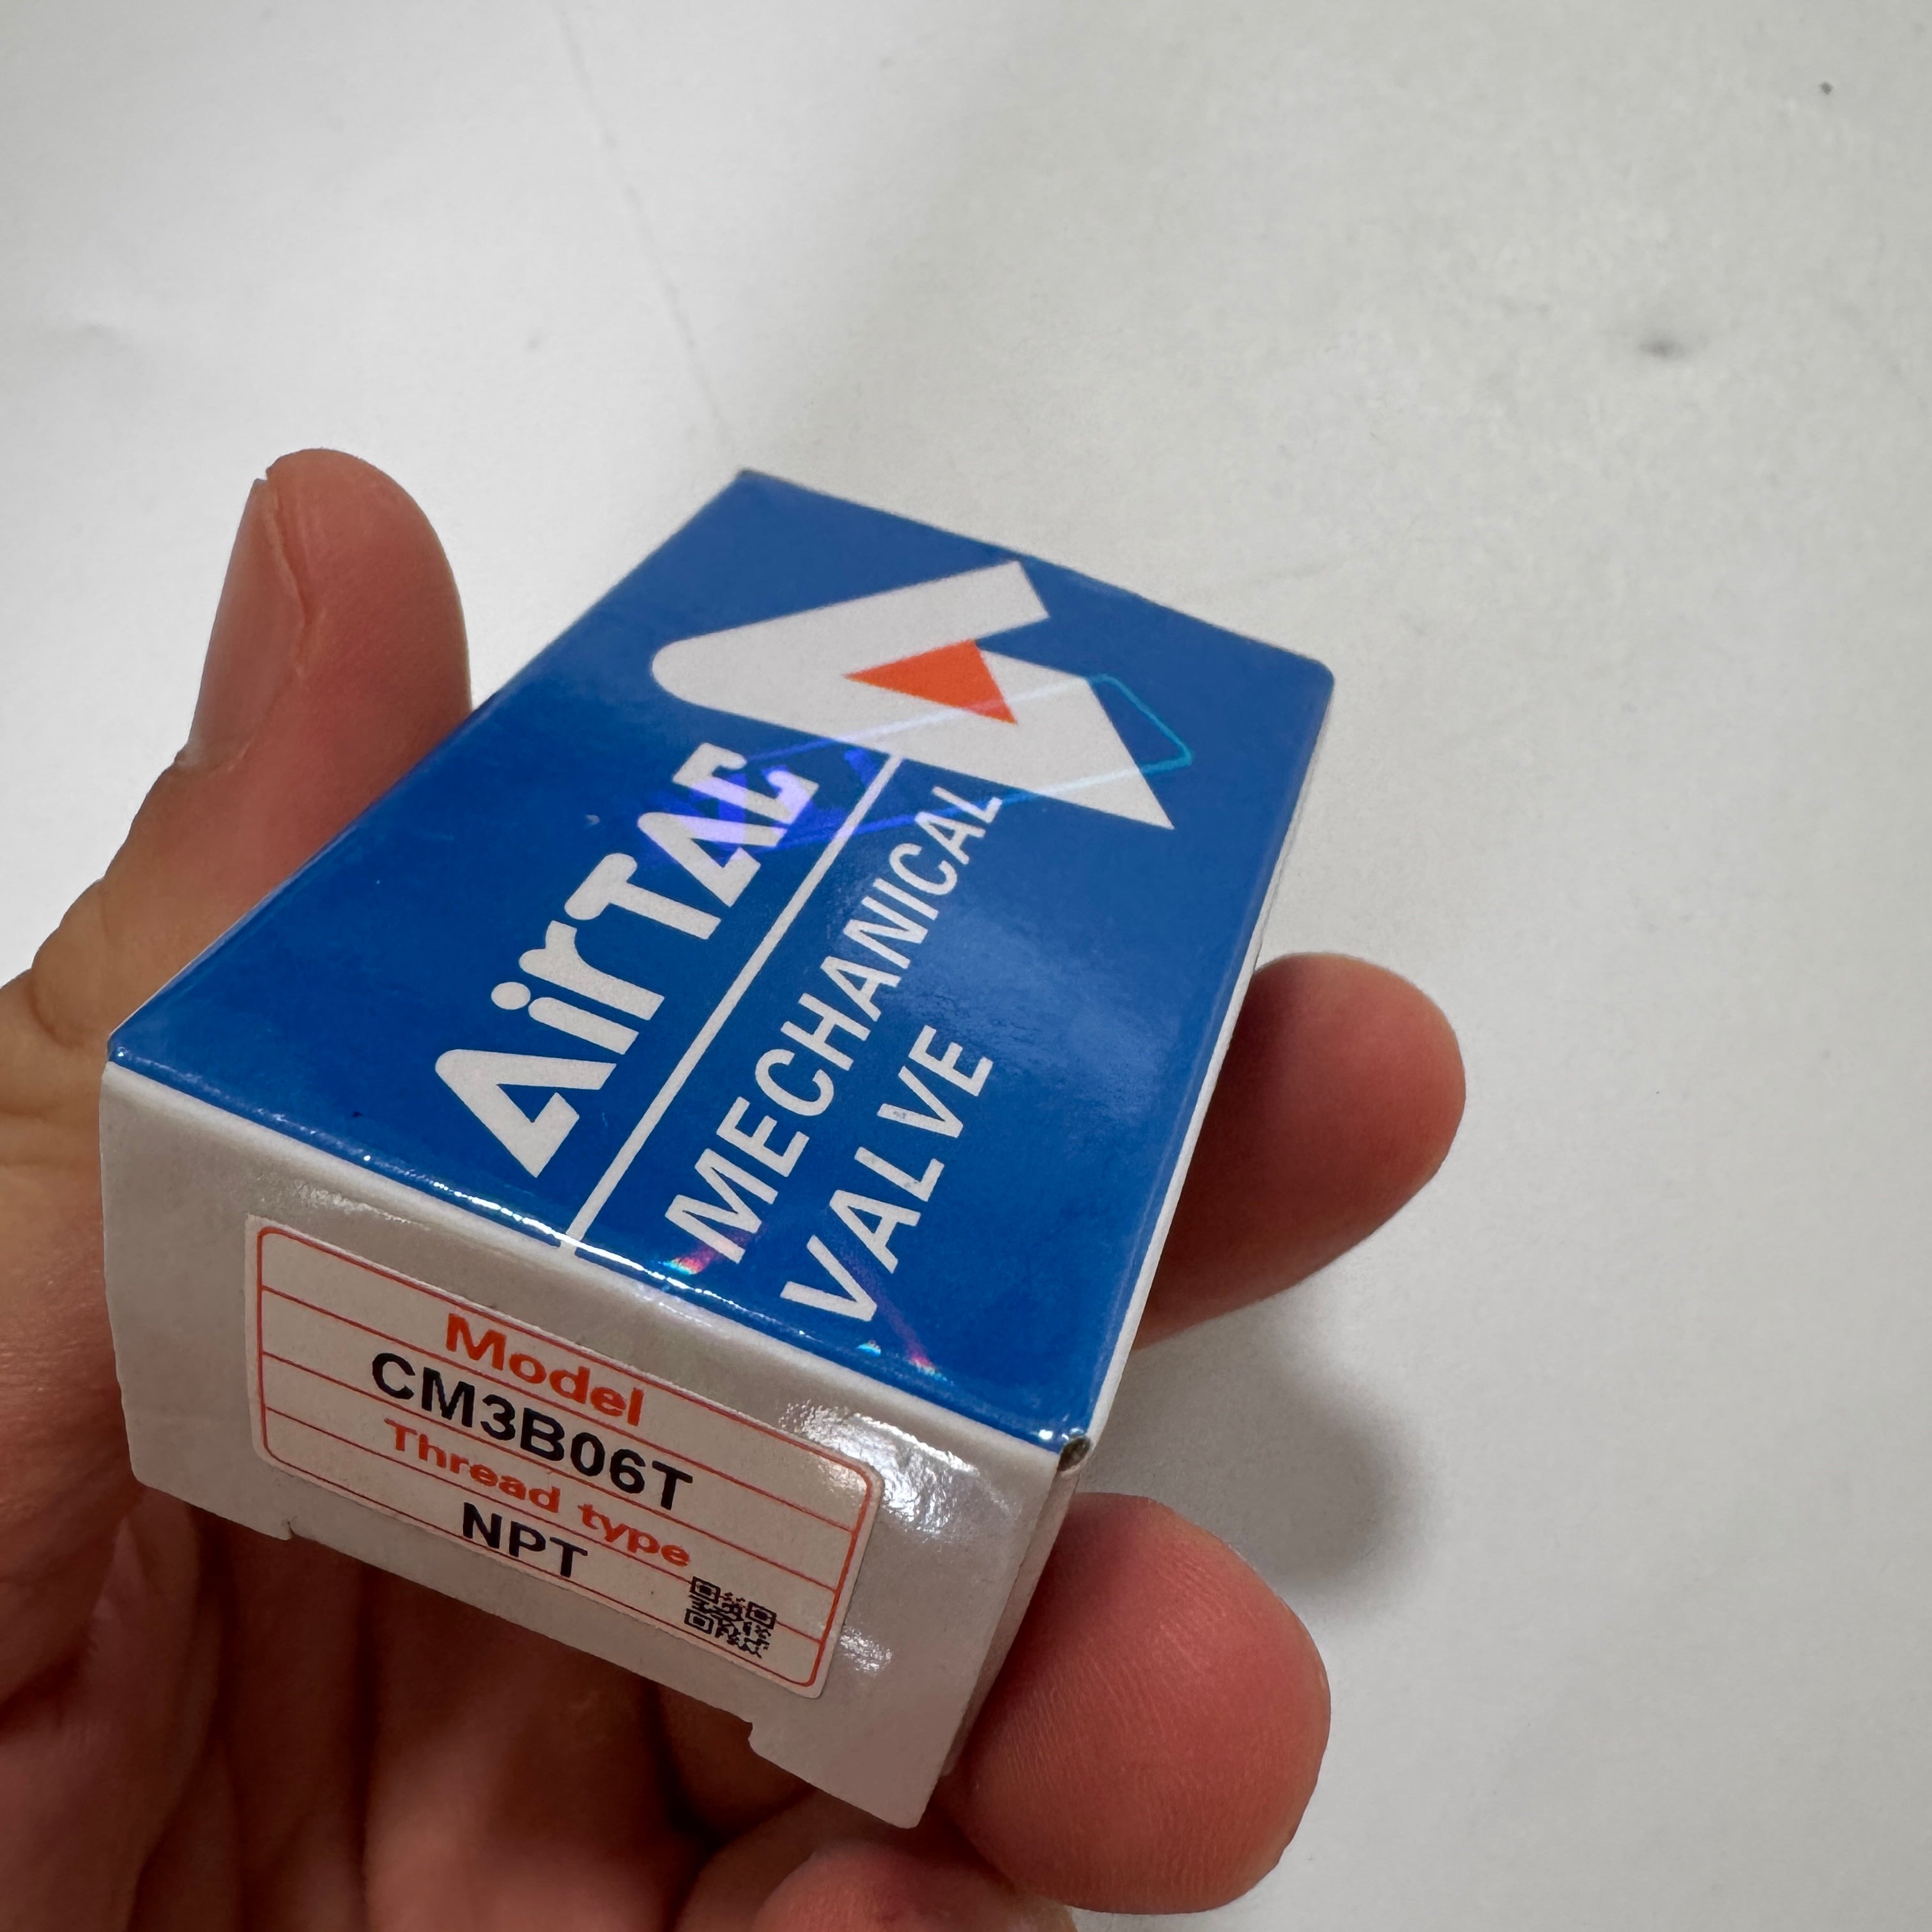 AirTAC
MECHANICAL
VALVE
Model
CM3B06T
Thread type
NPT